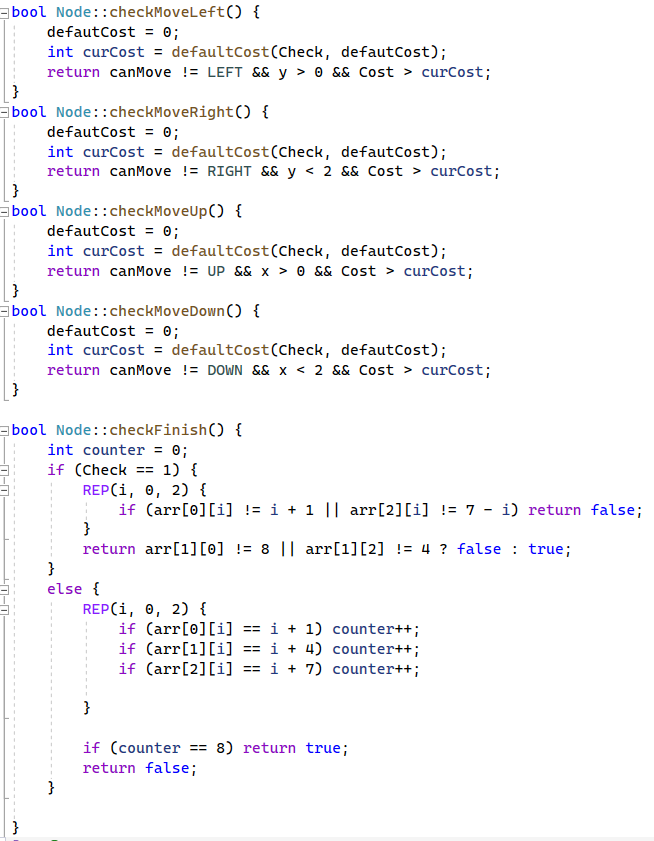 bool Node::checkMoveLeft() {
    defautCost = 0;
    int curCost = defaultCost(Check, defautCost);
    return canMove != LEFT && y > 0 && Cost > curCost;
}
bool Node::checkMoveRight() {
    defautCost = 0;
    int curCost = defaultCost(Check, defautCost);
    return canMove != RIGHT && y < 2 && Cost > curCost;
}
bool Node::checkMoveUp() {
    defautCost = 0;
    int curCost = defaultCost(Check, defautCost);
    return canMove != UP && x > 0 && Cost > curCost;
}
bool Node::checkMoveDown() {
    defautCost = 0;
    int curCost = defaultCost(Check, defautCost);
    return canMove != DOWN && x < 2 && Cost > curCost;
}
bool Node::checkFinish() {
    int counter = 0;
    if (Check == 1) {
        REP(i, 0, 2) {
            if (arr[0][i] != i + 1 || arr[2][i] != 7 - i) return false;
        }
        return arr[1][0] != 8 || arr[1][2] != 4 ? false : true;
    }
    else {
        REP(i, 0, 2) {
            if (arr[0][i] == i + 1) counter++;
            if (arr[1][i] == i + 4) counter++;
            if (arr[2][i] == i + 7) counter++;
        }
        if (counter == 8) return true;
        return false;
    }
}